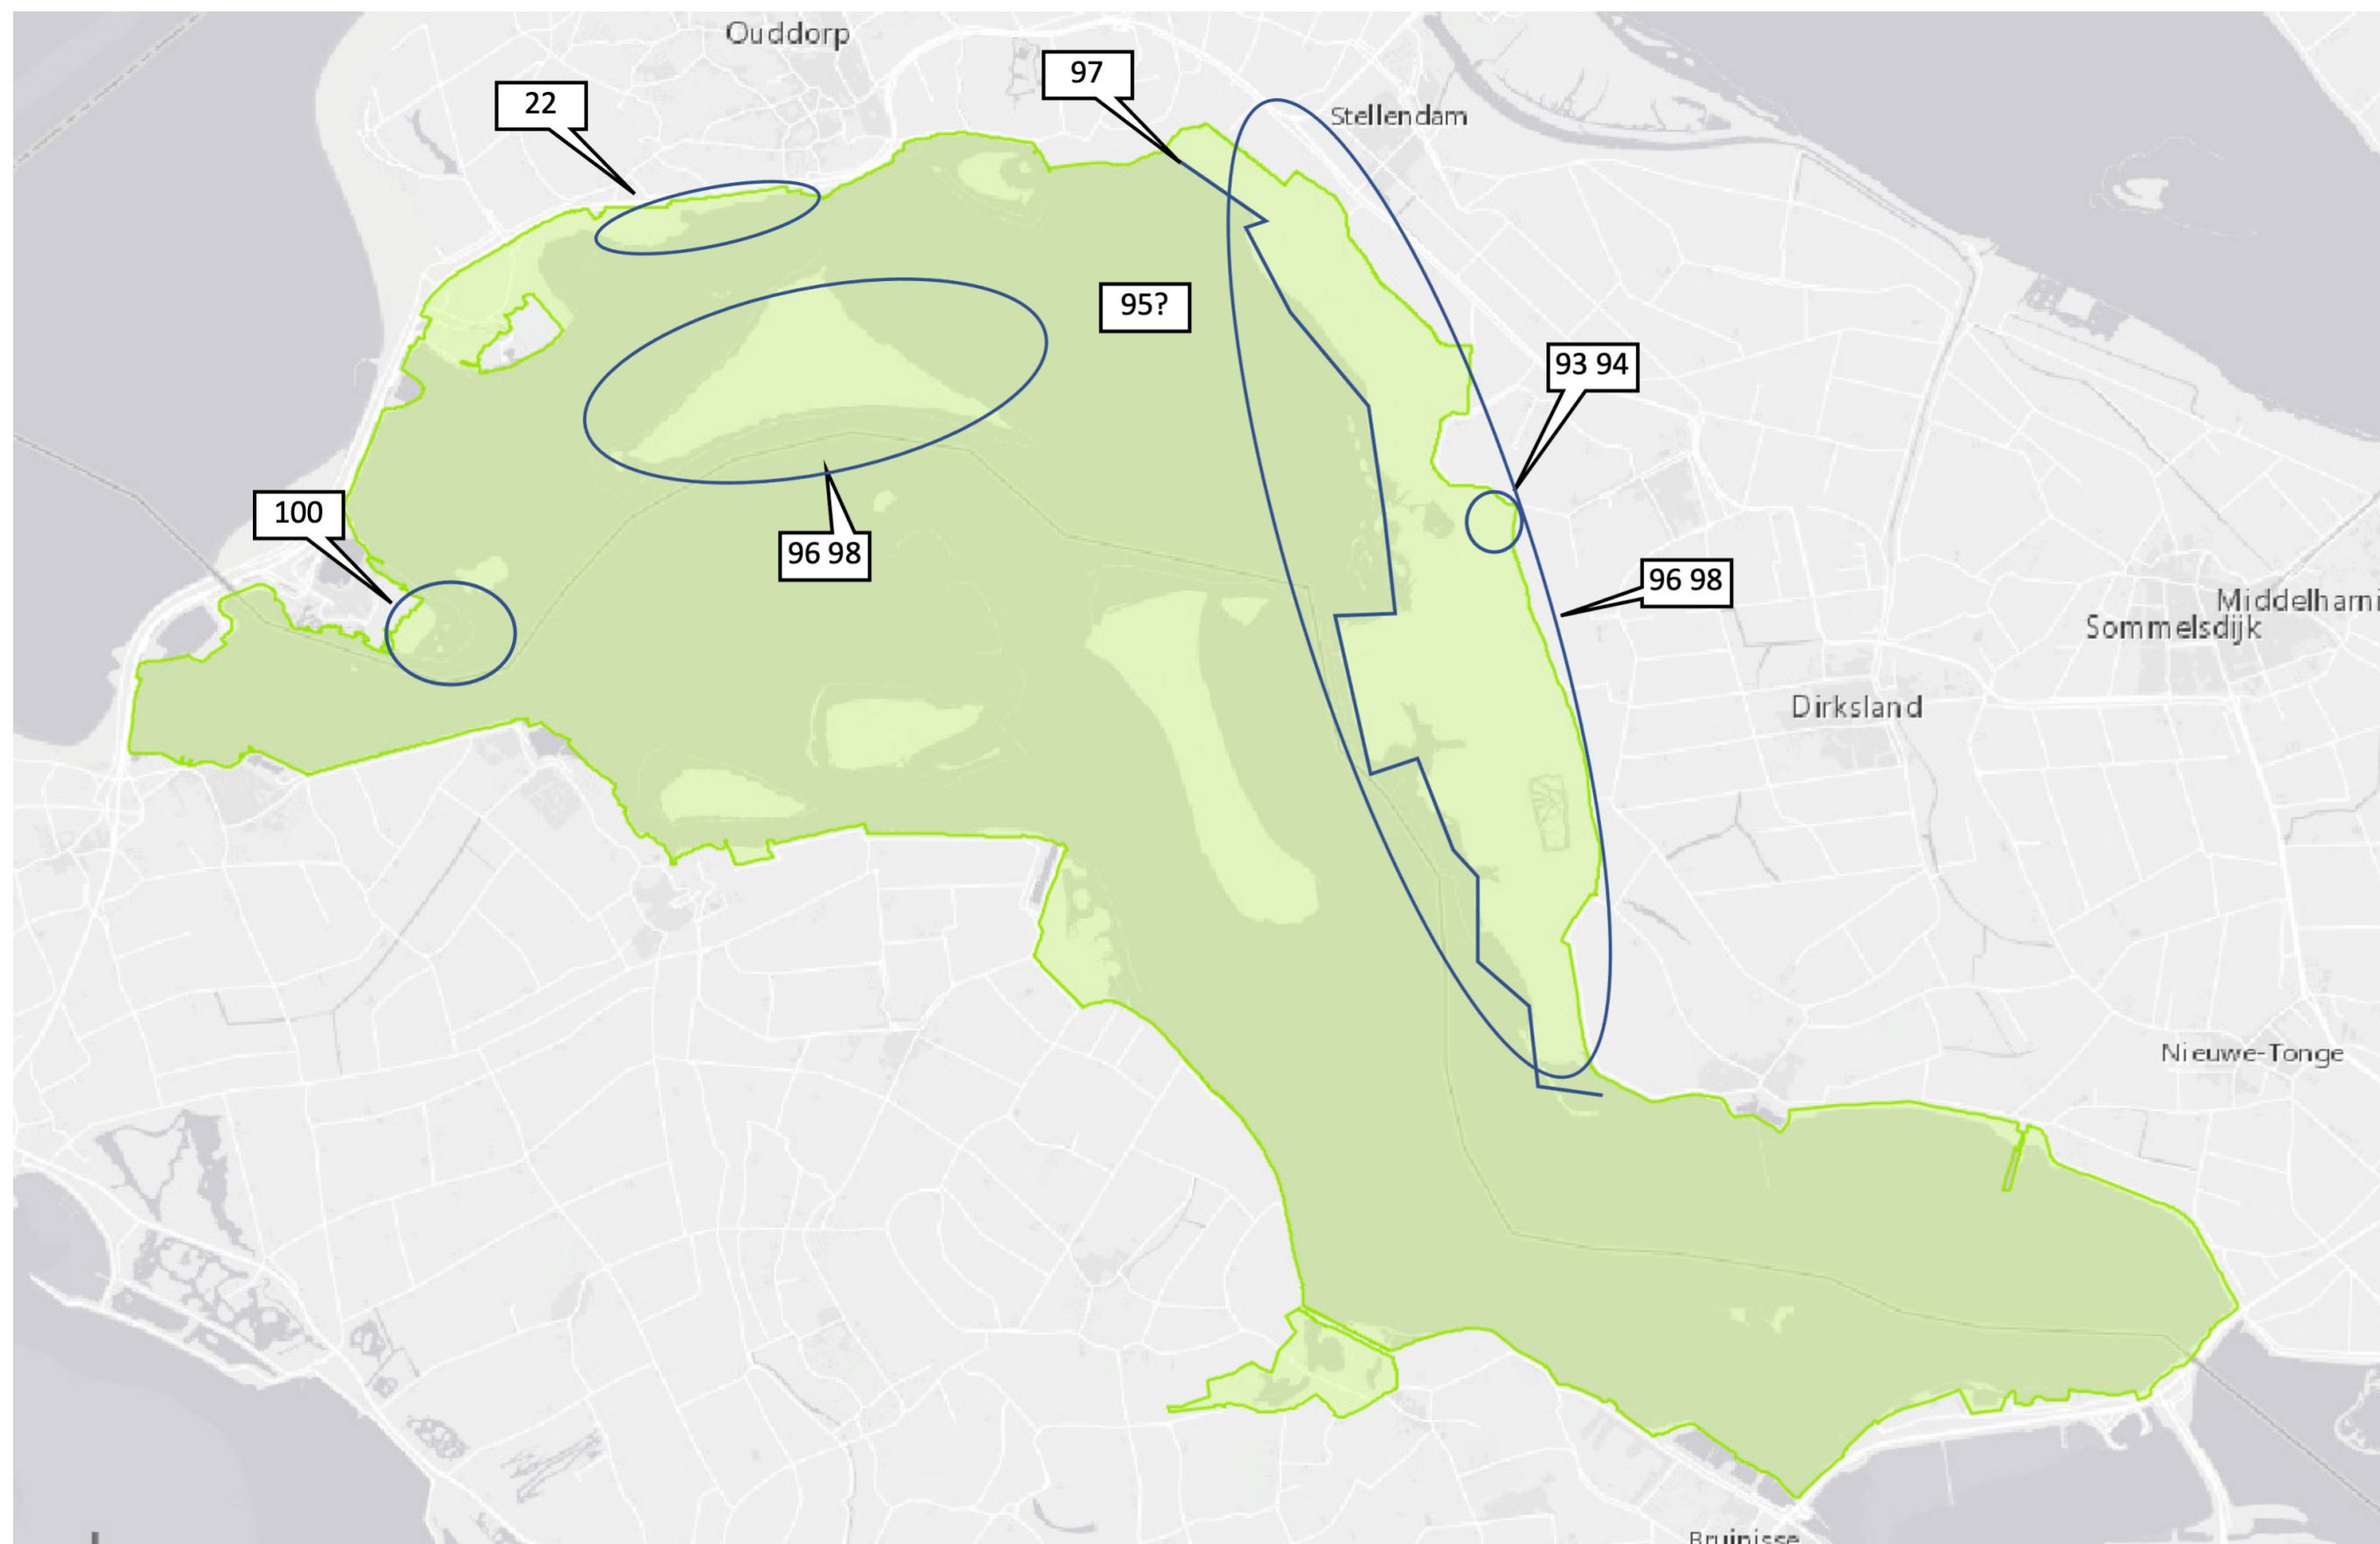 Ouddorp
97
22
Stellendam
95?
93 94
100
96 98
96 98
Middelharni
Sommelsdijk
Dirksland
Nieuwe-Tonge
Bruinisse